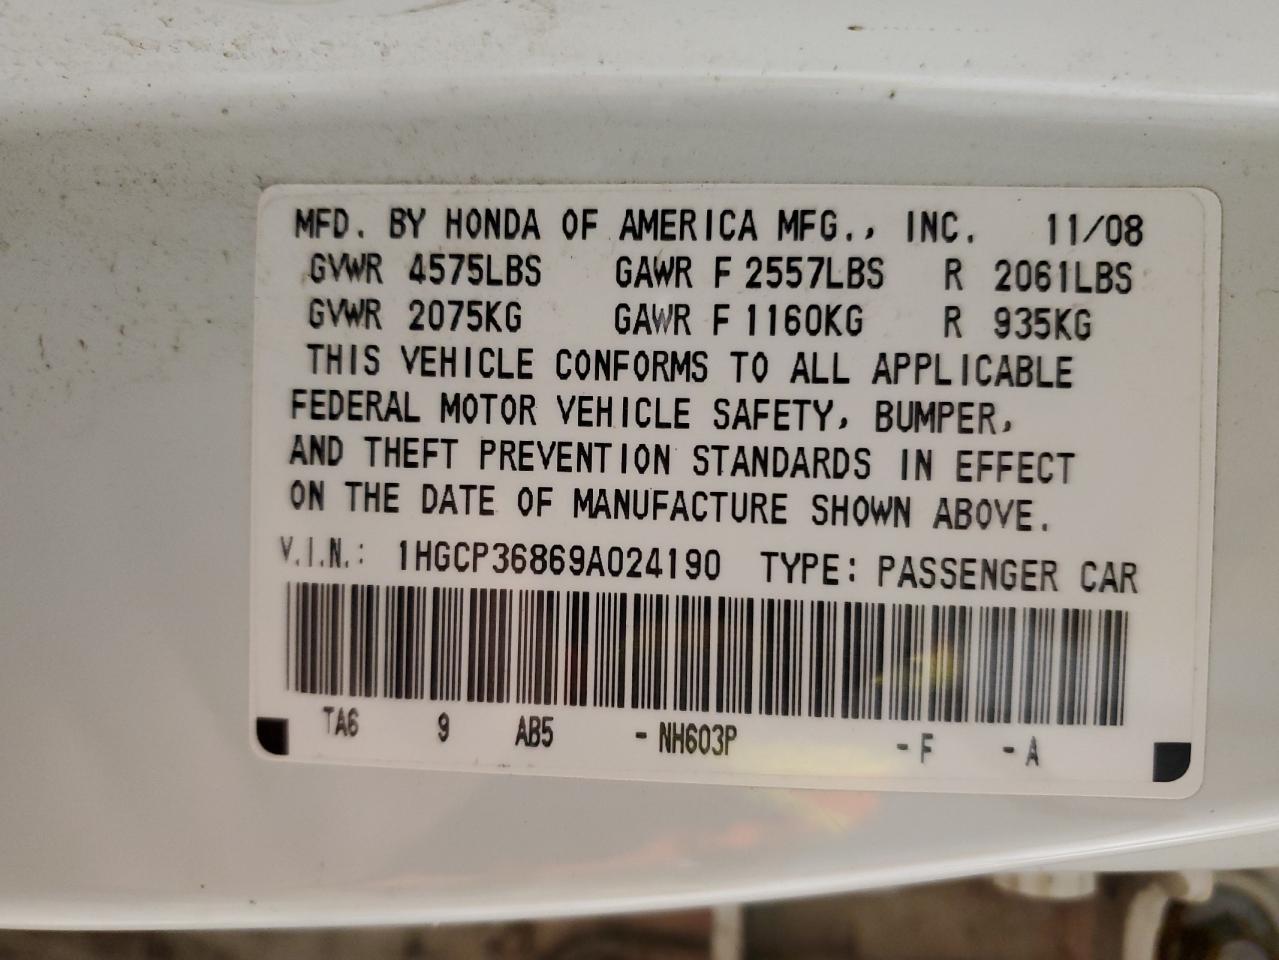 MFD. BY HONDA OF AMERICA MFG., INC. 11/08
GVWR 4575LBS GAWR F 2557LBS R 2061LBS
GVWR 2075KG GAWR F 1160KG R 935KG
THIS VEHICLE CONFORMS TO ALL APPLICABLE
FEDERAL MOTOR VEHICLE SAFETY, BUMPER,
AND THEFT PREVENTION STANDARDS IN EFFECT
ON THE DATE OF MANUFACTURE SHOWN ABOVE.
V.I.N.: 1HGCP36869A024190 TYPE: PASSENGER CAR
TA6 9 AB5 - NH603P - F - A